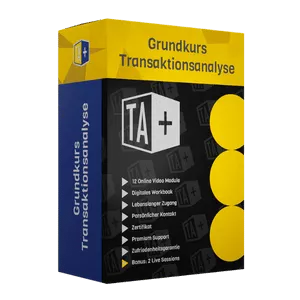 Grundkurs
Transaktionsanalyse
Grundkurs
Transaktionsanalyse
TA+
12 Online Video Module
Digitales Workbook
Lebenslanger Zugang
Persönlicher Kontakt
Zertifikat
Premium Support
Zufriedenheitsgarantie
Bonus: 2 Live Sessions